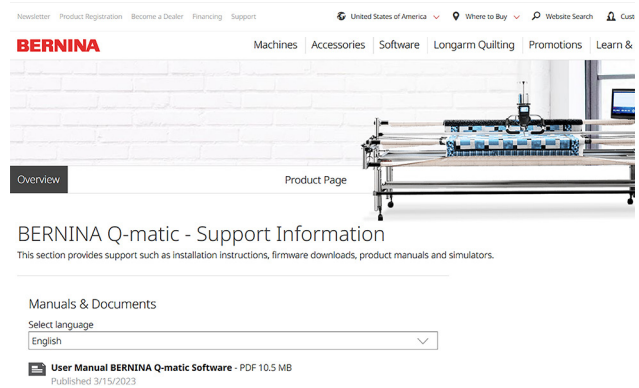 Newsletter Product Registration Become a Dealer Financing Support United States of America Where to Buy Website Search
BERNINA Machines Accessories Software Longarm Quilting Promotions Learn &
Overview Product Page
BERNINA Q-matic - Support Information
This section provides support such as installation instructions, firmware downloads, product manuals and simulators.
Manuals & Documents
Select language
English
User Manual BERNINA Q-matic Software - PDF 10.5 MB
Published 3/15/2023